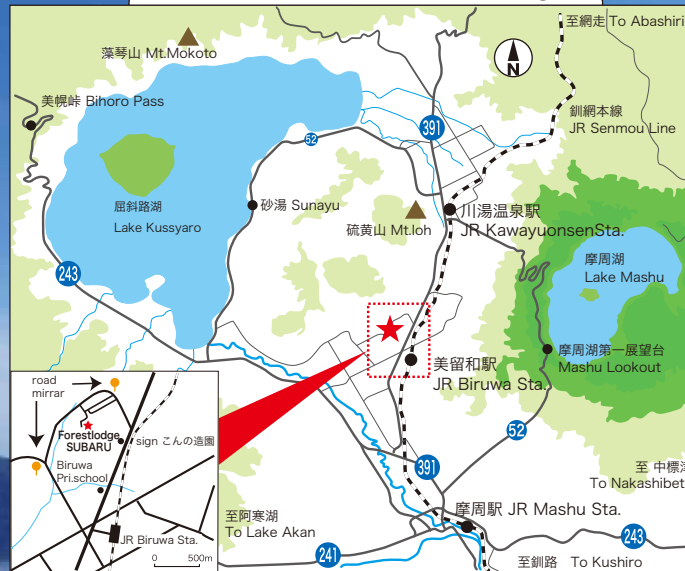 至網走 To Abashiri
藻琴山 Mt.Mokoto
N
美幌峠 Bihoro Pass
釧網本線
JR Senmou Line
391
52
屈斜路湖
Lake Kussyaro
砂湯 Sunayu
硫黄山 Mt.Ioh
川湯温泉駅
JR KawayuonsenSta.
摩周湖
Lake Mashu
243
美留和駅
JR Biruwa Sta.
摩周湖第一展望台
Mashu Lookout
road
mirrar
Forestlodge
SUBARU
sign こんの造園
Biruwa
Pri.school
JR Biruwa Sta.
0 500m
52
391
至 中標津
To Nakashibet
至阿寒湖
To Lake Akan
摩周駅 JR Mashu Sta.
241
243
至釧路 To Kushiro